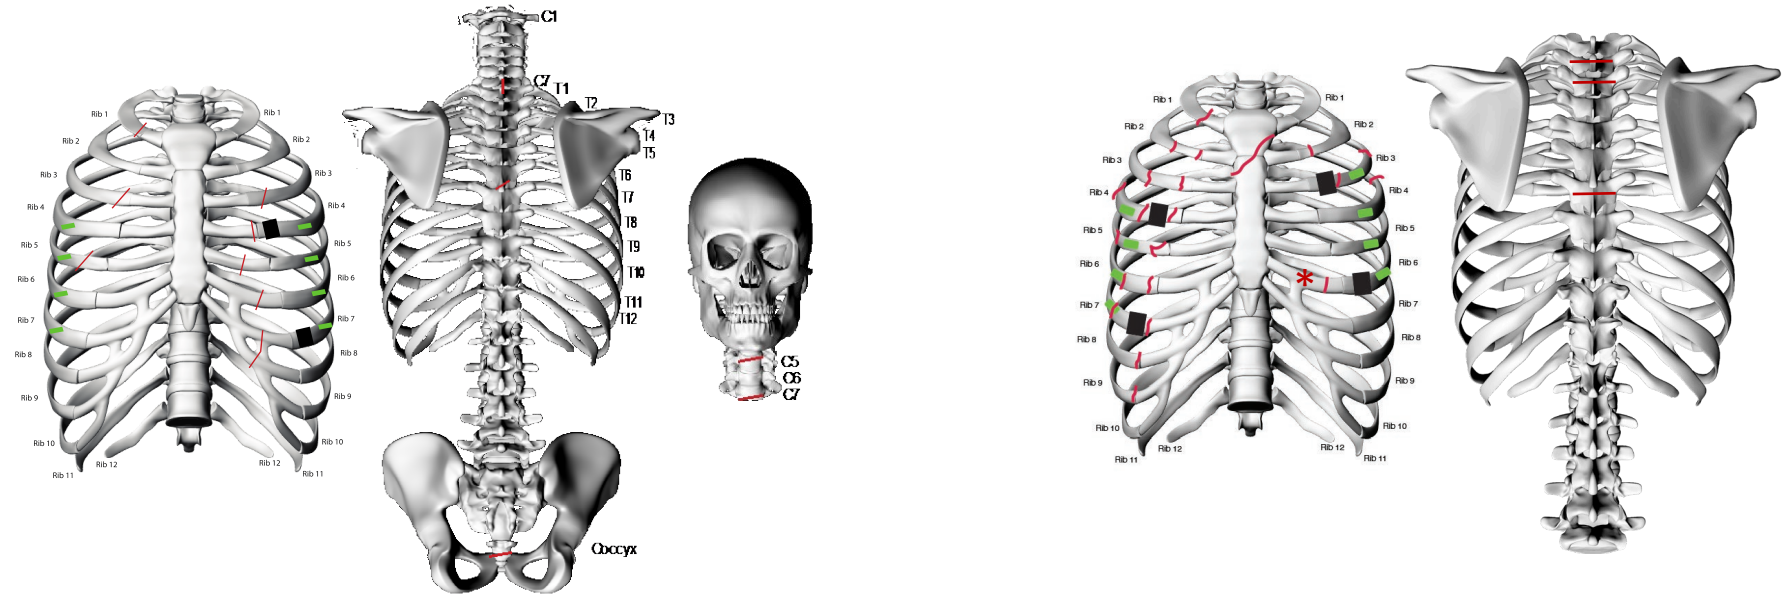 Rib 1
Rib 1
Rib 2
Rib 2
Rib 3
Rib 3
Rib 4
Rib 4
Rib 5
Rib 5
Rib 6
Rib 6
Rib 7
Rib 7
Rib 8
Rib 8
Rib 9
Rib 9
Rib 10
Rib 10
Rib 11
Rib 12
Rib 12
Rib 11
C1
C7
T1
T2
T3
T4
T5
T6
T7
T8
T9
T10
T11
T12
Coccyx
C5
C6
C7
Rib 1
Rib 1
Rib 2
Rib 2
Rib 3
Rib 3
Rib 4
Rib 4
Rib 5
Rib 5
Rib 6
Rib 6
Rib 7
Rib 7
Rib 8
Rib 8
Rib 9
Rib 9
Rib 10
Rib 10
Rib 11
Rib 12
Rib 12
Rib 11
*